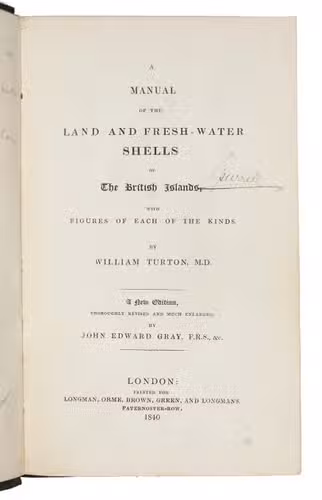 A
MANUAL
OF THE
LAND AND FRESH-WATER
SHELLS
OF
The British Islands,
WITH
FIGURES OF EACH OF THE KINDS.
BY
WILLIAM TURTON, M.D.
A New Edition,
THOROUGHLY REVISED AND MUCH ENLARGED,
BY
JOHN EDWARD GRAY, F.R.S., &c.
LONDON:
PRINTED FOR
LONGMAN, ORME, BROWN, GREEN, AND LONGMANS,
PATERNOSTER-ROW.
1840